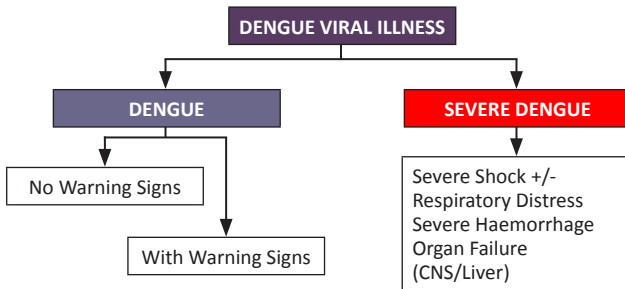 DENGUE VIRAL ILLNESS
DENGUE
SEVERE DENGUE
No Warning Signs
With Warning Signs
Severe Shock +/-
Respiratory Distress
Severe Haemorrhage
Organ Failure
(CNS/Liver)